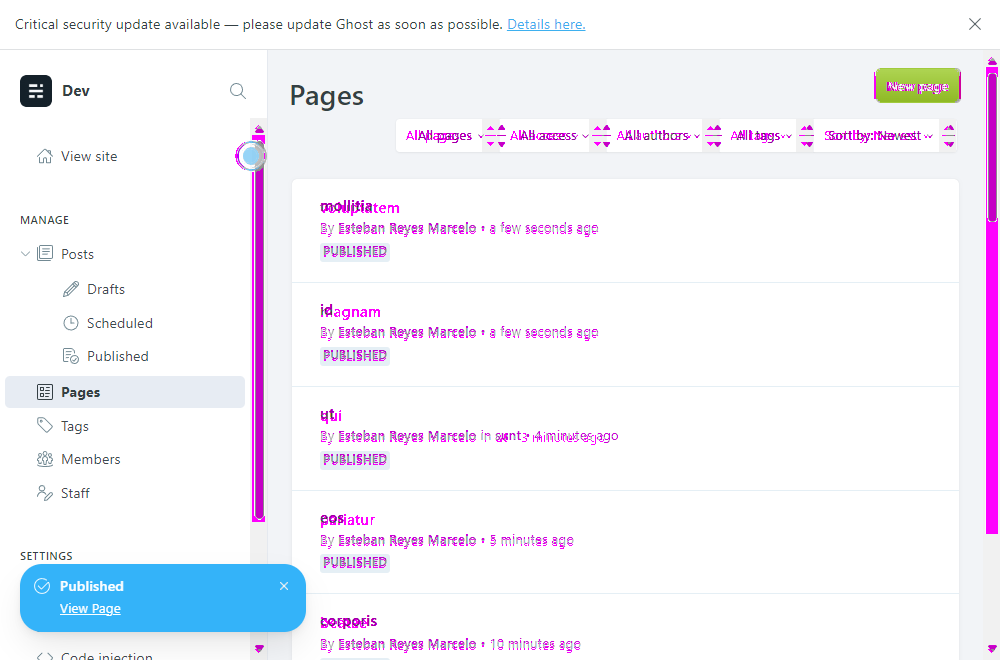 Critical security update available — please update Ghost as soon as possible. Details here.
Dev
Pages
New page
View site
All pages
All access
All authors
All tags
Sort by: Newest
MANAGE
Posts
Drafts
Scheduled
Published
Pages
Tags
Members
Staff
SETTINGS
Code injection
Published
View Page
mollitia
voluptatem
By Esteban Reyes Marcelo • a few seconds ago
PUBLISHED
id
magnam
By Esteban Reyes Marcelo • a few seconds ago
PUBLISHED
ut
qui
By Esteban Reyes Marcelo minutes ago
PUBLISHED
eos
pariatur
By Esteban Reyes Marcelo • 5 minutes ago
PUBLISHED
corporis
By Esteban Reyes Marcelo • 10 minutes ago